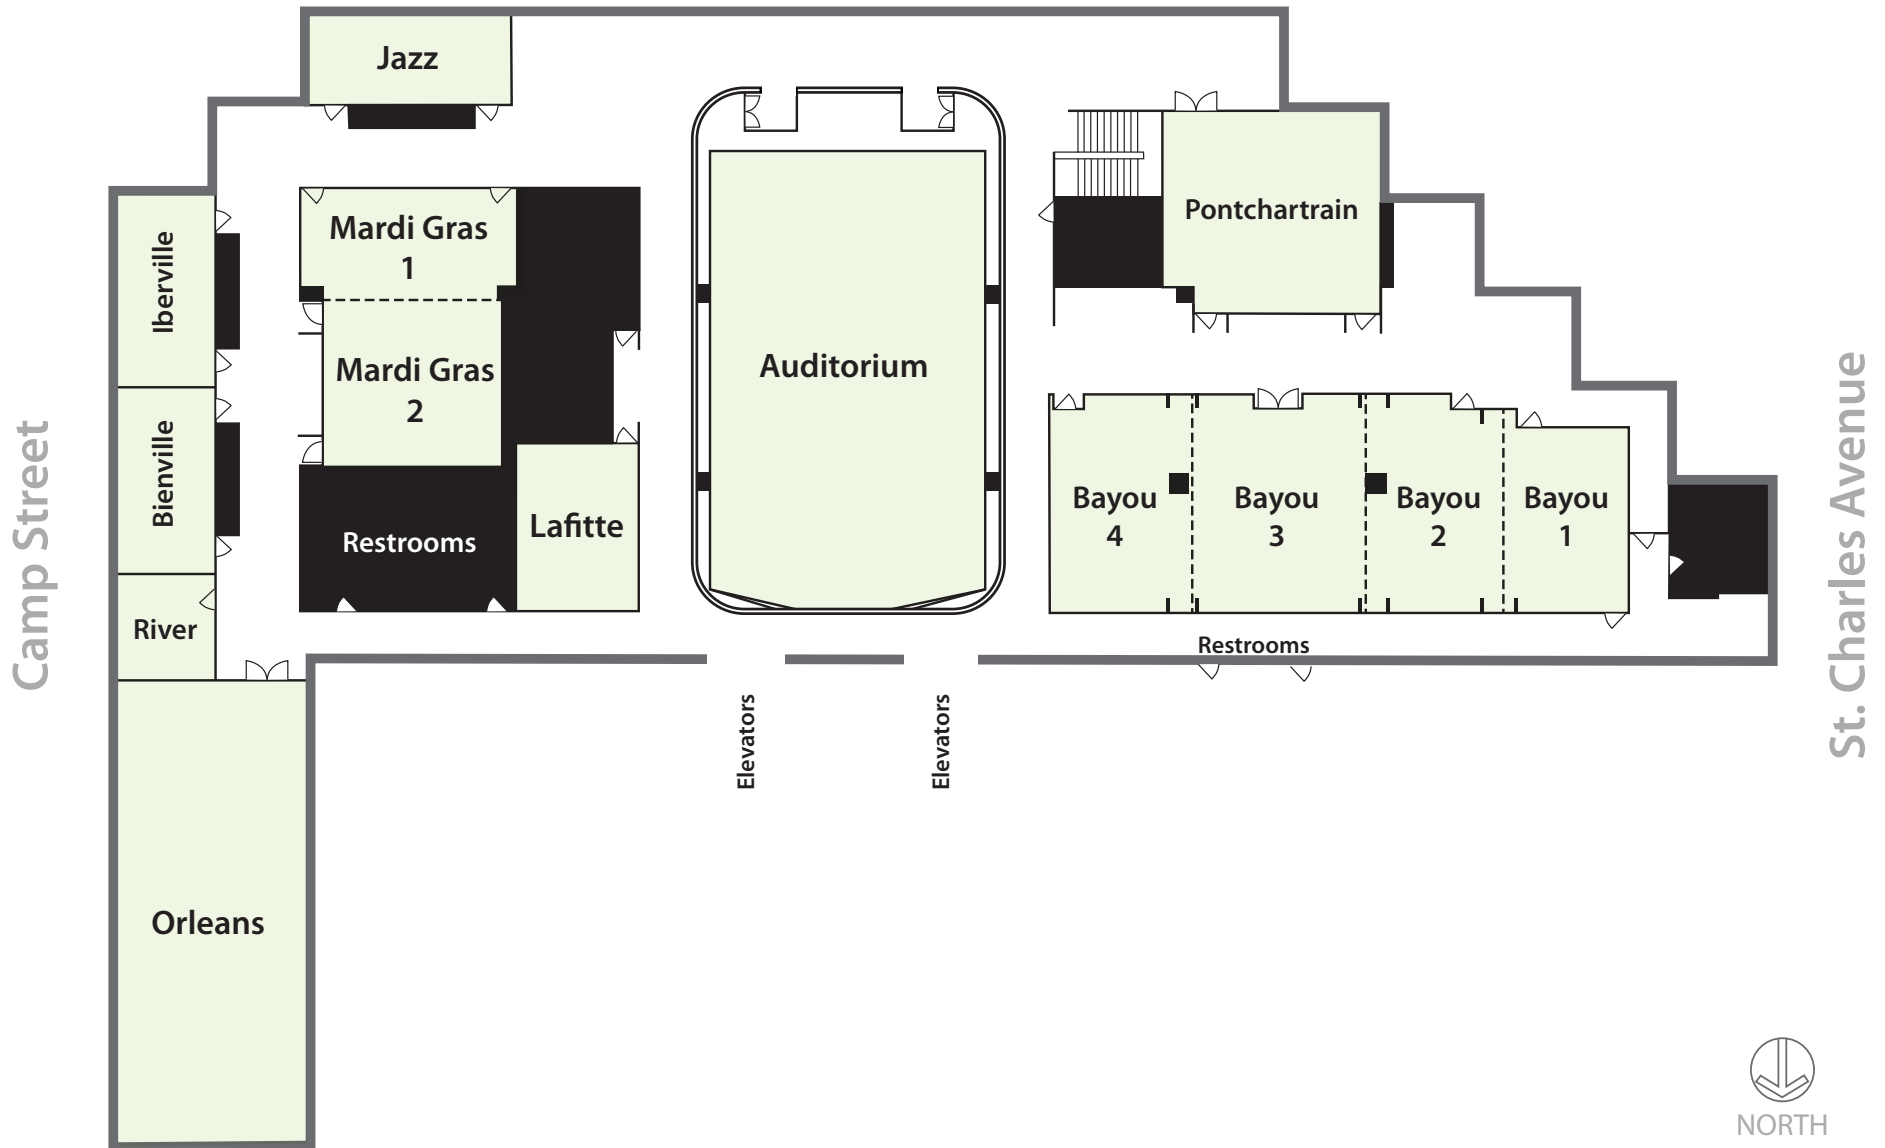 Jazz
Mardi Gras
1
Pontchartrain
Iberville
Mardi Gras
2
Auditorium
Camp Street
Bienville
Restrooms
Lafitte
Bayou
4
Bayou
3
Bayou
2
Bayou
1
St. Charles Avenue
River
Restrooms
Elevators
Elevators
Orleans
NORTH